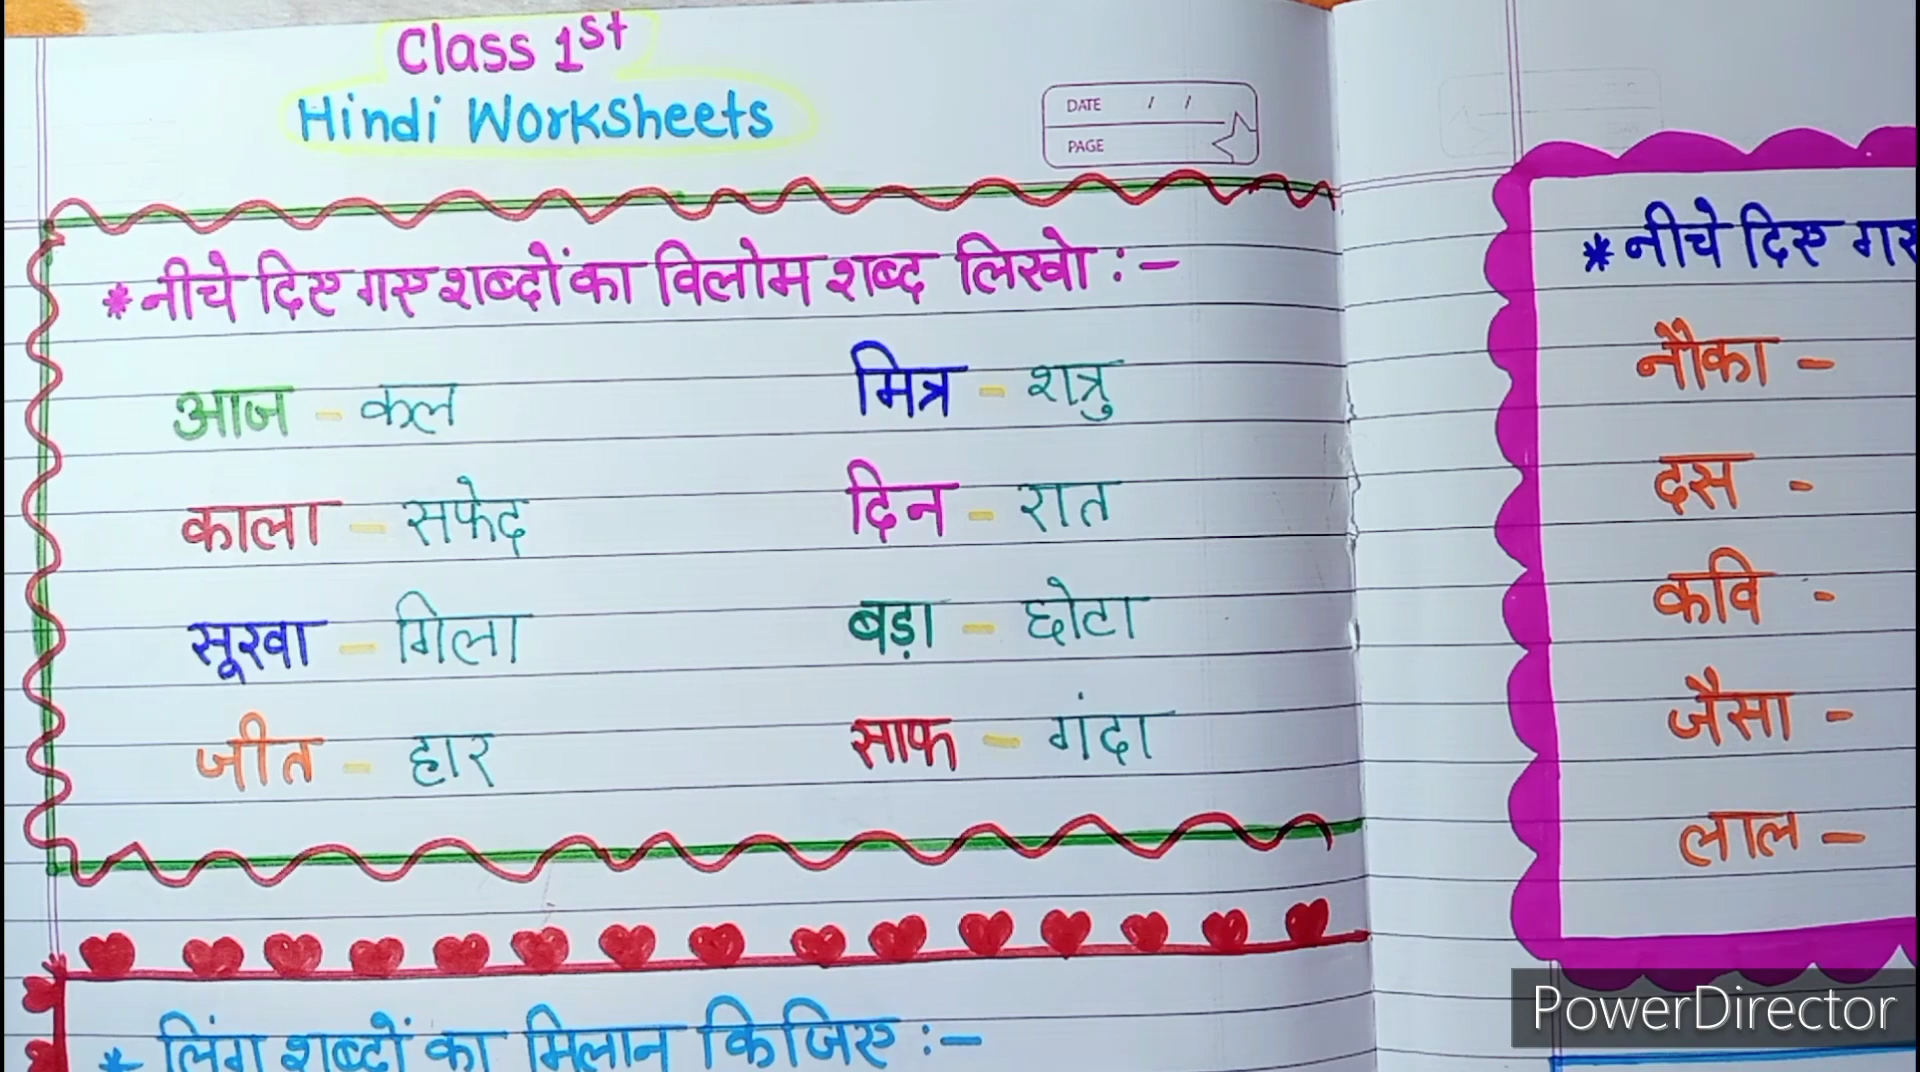 Class 1st
Hindi Worksheets
DATE / /
PAGE
*नीचे दिए गए शब्दों का विलोम शब्द लिखो :-
आज - कल
मित्र - शत्रु
काला - सफेद
दिन - रात
सूखा - गिला
बड़ा - छोटा
जीत - हार
साफ - गंदा
* लिंग शब्दों का मिलान किजिए :-
*नीचे दिए गए
नौका -
दस -
कवि -
जैसा -
लाल -
PowerDirector